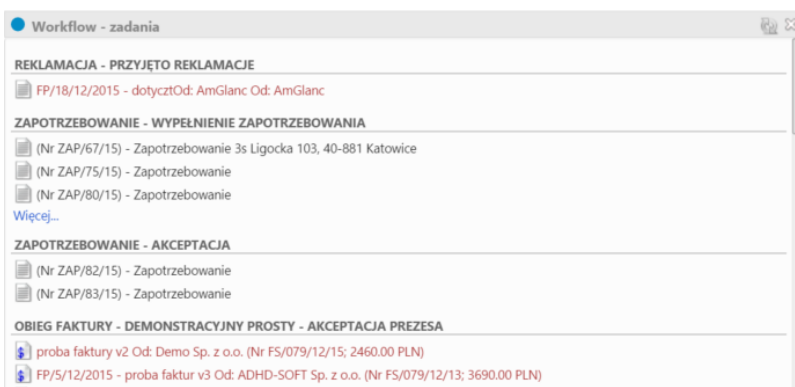 Workflow - zadania
REKLAMACJA - PRZYJĘTO REKLAMACJE
FP/18/12/2015 - dotycztOd: AmGlanc Od: AmGlanc
ZAPOTRZEBOWANIE - WYPEŁNIENIE ZAPOTRZEBOWANIA
(Nr ZAP/67/15) - Zapotrzebowanie 3s Ligocka 103, 40-881 Katowice
(Nr ZAP/75/15) - Zapotrzebowanie
(Nr ZAP/80/15) - Zapotrzebowanie
Więcej...
ZAPOTRZEBOWANIE - AKCEPTACJA
(Nr ZAP/82/15) - Zapotrzebowanie
(Nr ZAP/83/15) - Zapotrzebowanie
OBIEG FAKTURY - DEMONSTRACYJNY PROSTY - AKCEPTACJA PREZESA
proba faktury v2 Od: Demo Sp. z o.o. (Nr FS/079/12/15; 2460.00 PLN)
FP/5/12/2015 - proba faktur v3 Od: ADHD-SOFT Sp. z o.o. (Nr FS/079/12/13; 3690.00 PLN)